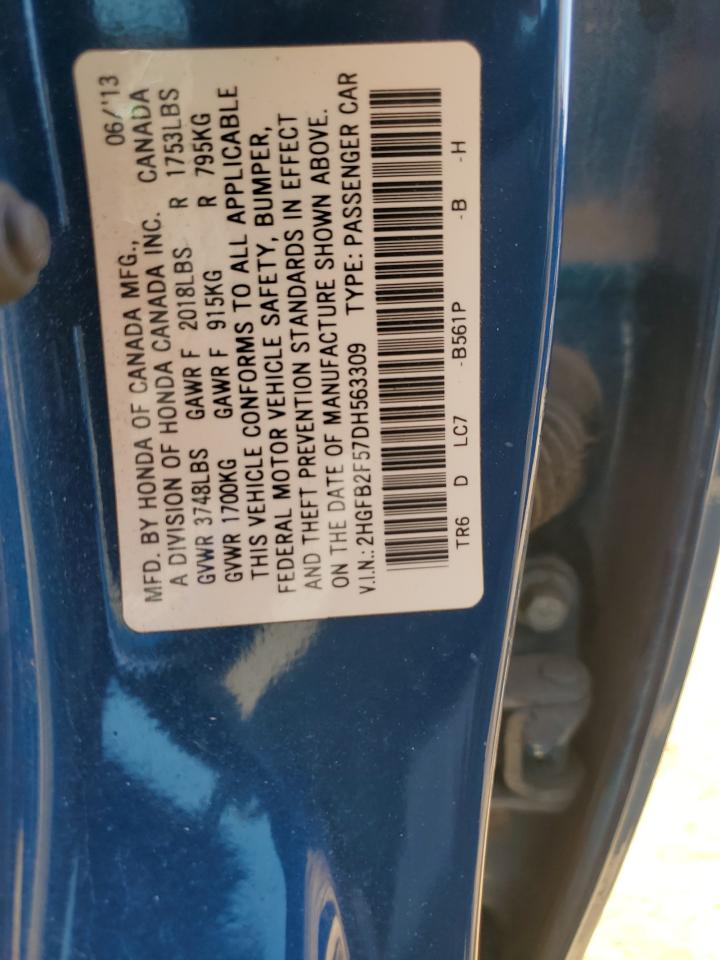 MFD. BY HONDA OF CANADA MFG., 06/'13
A DIVISION OF HONDA CANADA INC. CANADA
GVWR 3748LBS GAWR F 2018LBS R 1753LBS
GVWR 1700KG GAWR F 915KG R 795KG
THIS VEHICLE CONFORMS TO ALL APPLICABLE
FEDERAL MOTOR VEHICLE SAFETY, BUMPER,
AND THEFT PREVENTION STANDARDS IN EFFECT
ON THE DATE OF MANUFACTURE SHOWN ABOVE.
V.I.N.: 2HGFB2F57DH563309 TYPE: PASSENGER CAR
TR6 D LC7 -B561P -B -H